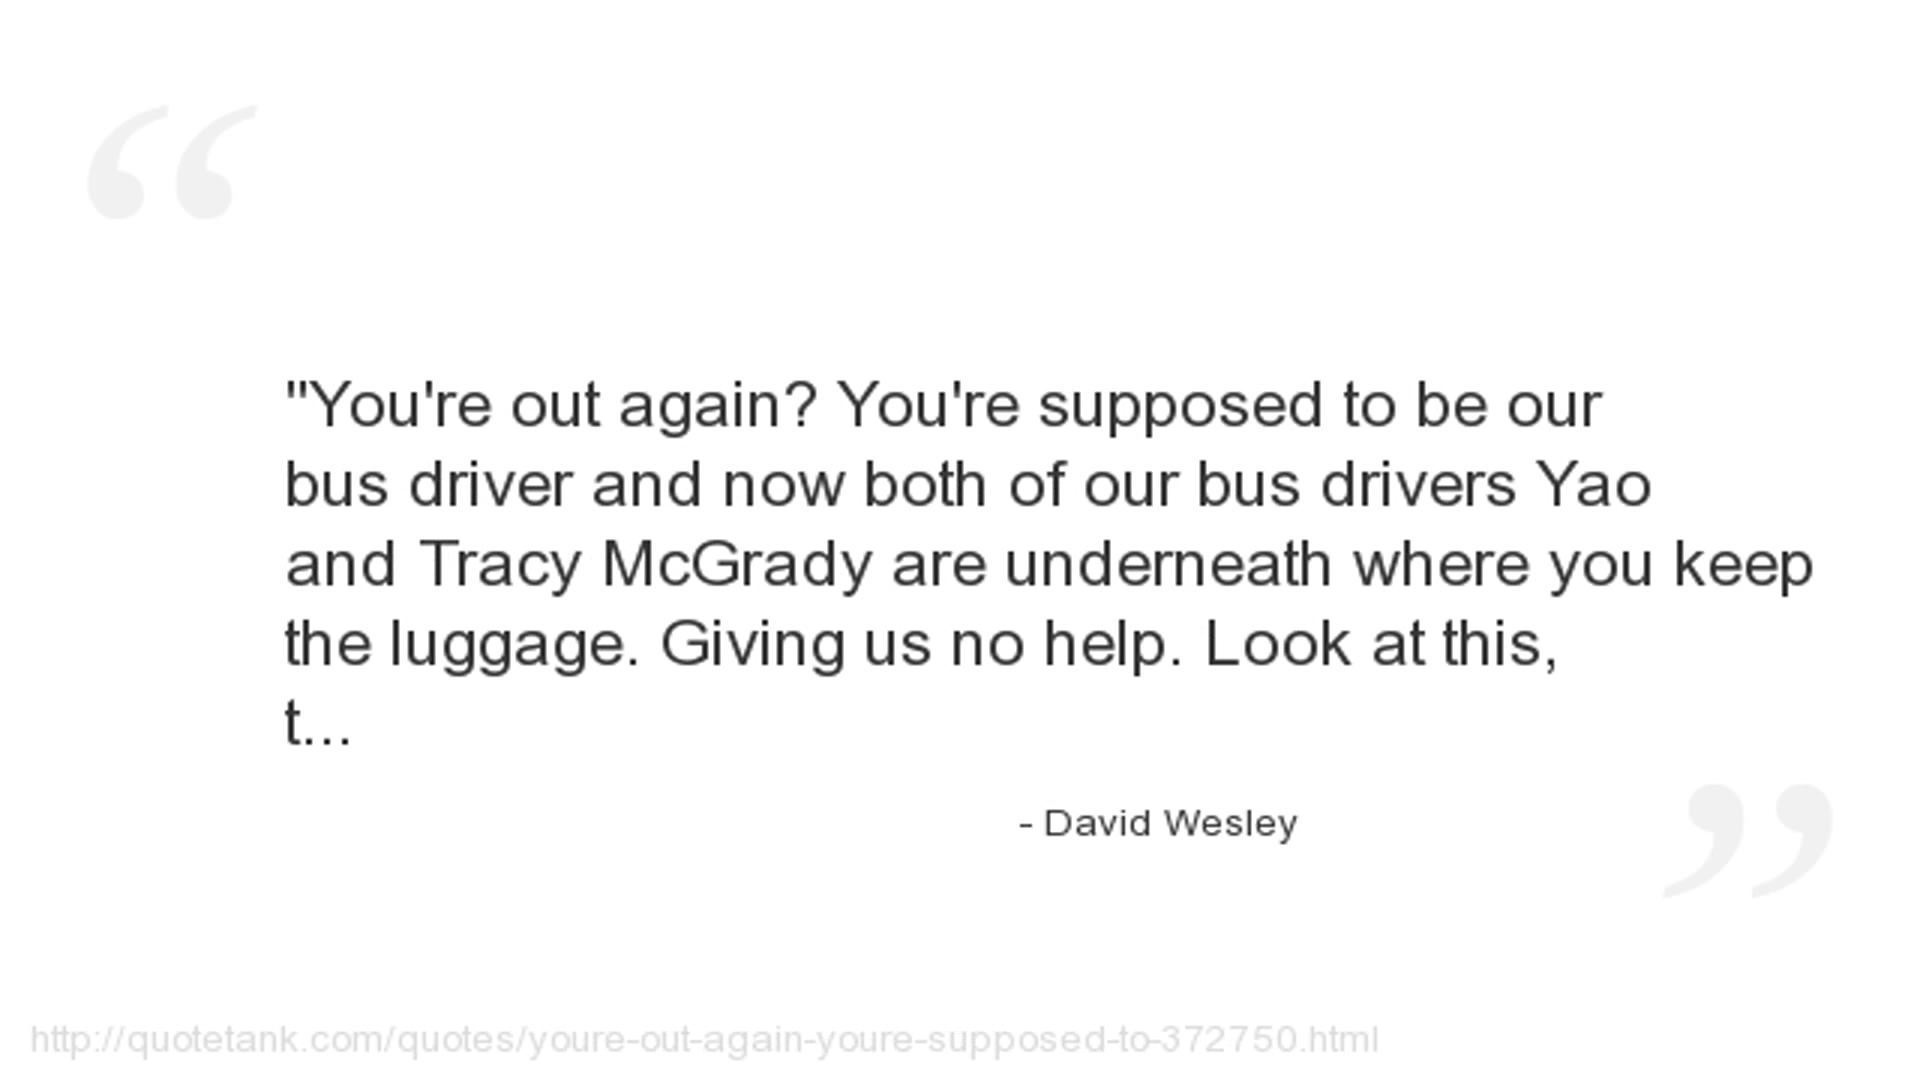 "You're out again? You're supposed to be our
bus driver and now both of our bus drivers Yao
and Tracy McGrady are underneath where you keep
the luggage. Giving us no help. Look at this,
t...
- David Wesley
http://quotetank.com/quotes/youre-out-again-youre-supposed-to-372750.html